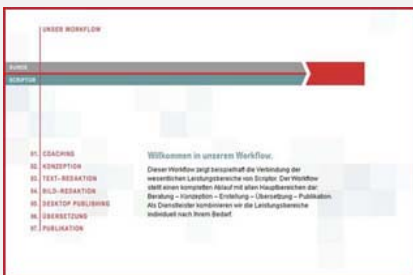 UNSER WORKFLOW
KUNDE
SCRIPTOR
01. COACHING
02. KONZEPTION
03. TEXT-REDAKTION
04. BILD-REDAKTION
05. DESKTOP PUBLISHING
06. ÜBERSETZUNG
07. PUBLIKATION
Willkommen in unserem Workflow.
Dieser Workflow zeigt beispielhaft die Verbindung der
wesentlichen Leistungsbereiche von Scriptor. Der Workflow
stellt einen kompletten Ablauf mit allen Hauptbereichen dar:
Beratung – Konzeption – Erstellung – Übersetzung – Publikation.
Als Dienstleister kombinieren wir die Leistungsbereiche
individuell nach Ihrem Bedarf.